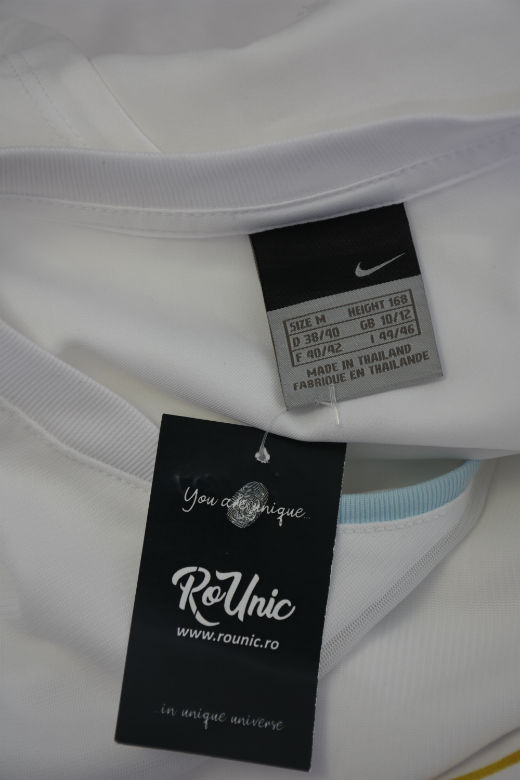 SIZE M HEIGHT 168
D 38/40 GB 10/12
F 40/42 I 44/46
MADE IN THAILAND
FABRIQUE EN THAILANDE
You are unique...
RoUnic
www.rounic.ro
...in unique universe